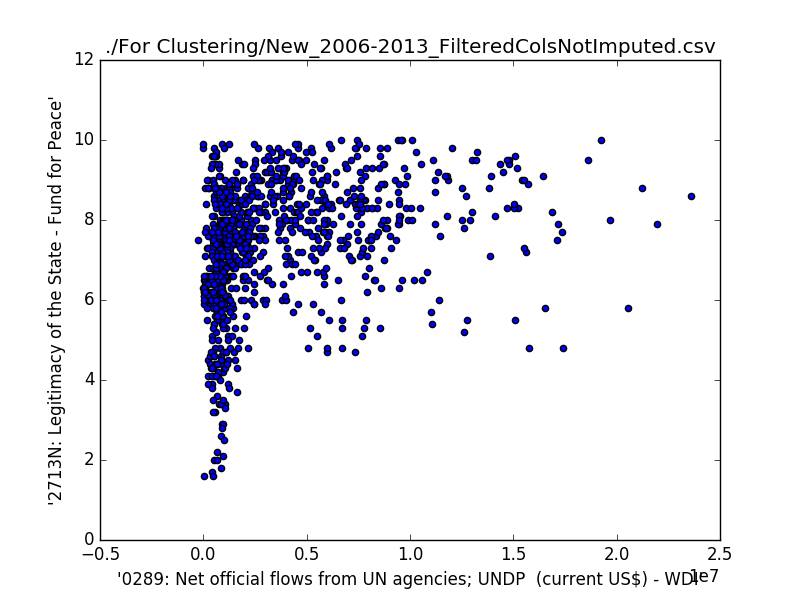 ./For Clustering/New_2006-2013_FilteredColsNotImputed.csv
12
10
8
6
4
2
0
'2713N: Legitimacy of the State - Fund for Peace'
−0.5 0.0 0.5 1.0 1.5 2.0 2.5
1e7
'0289: Net official flows from UN agencies; UNDP (current US$) - WDI'